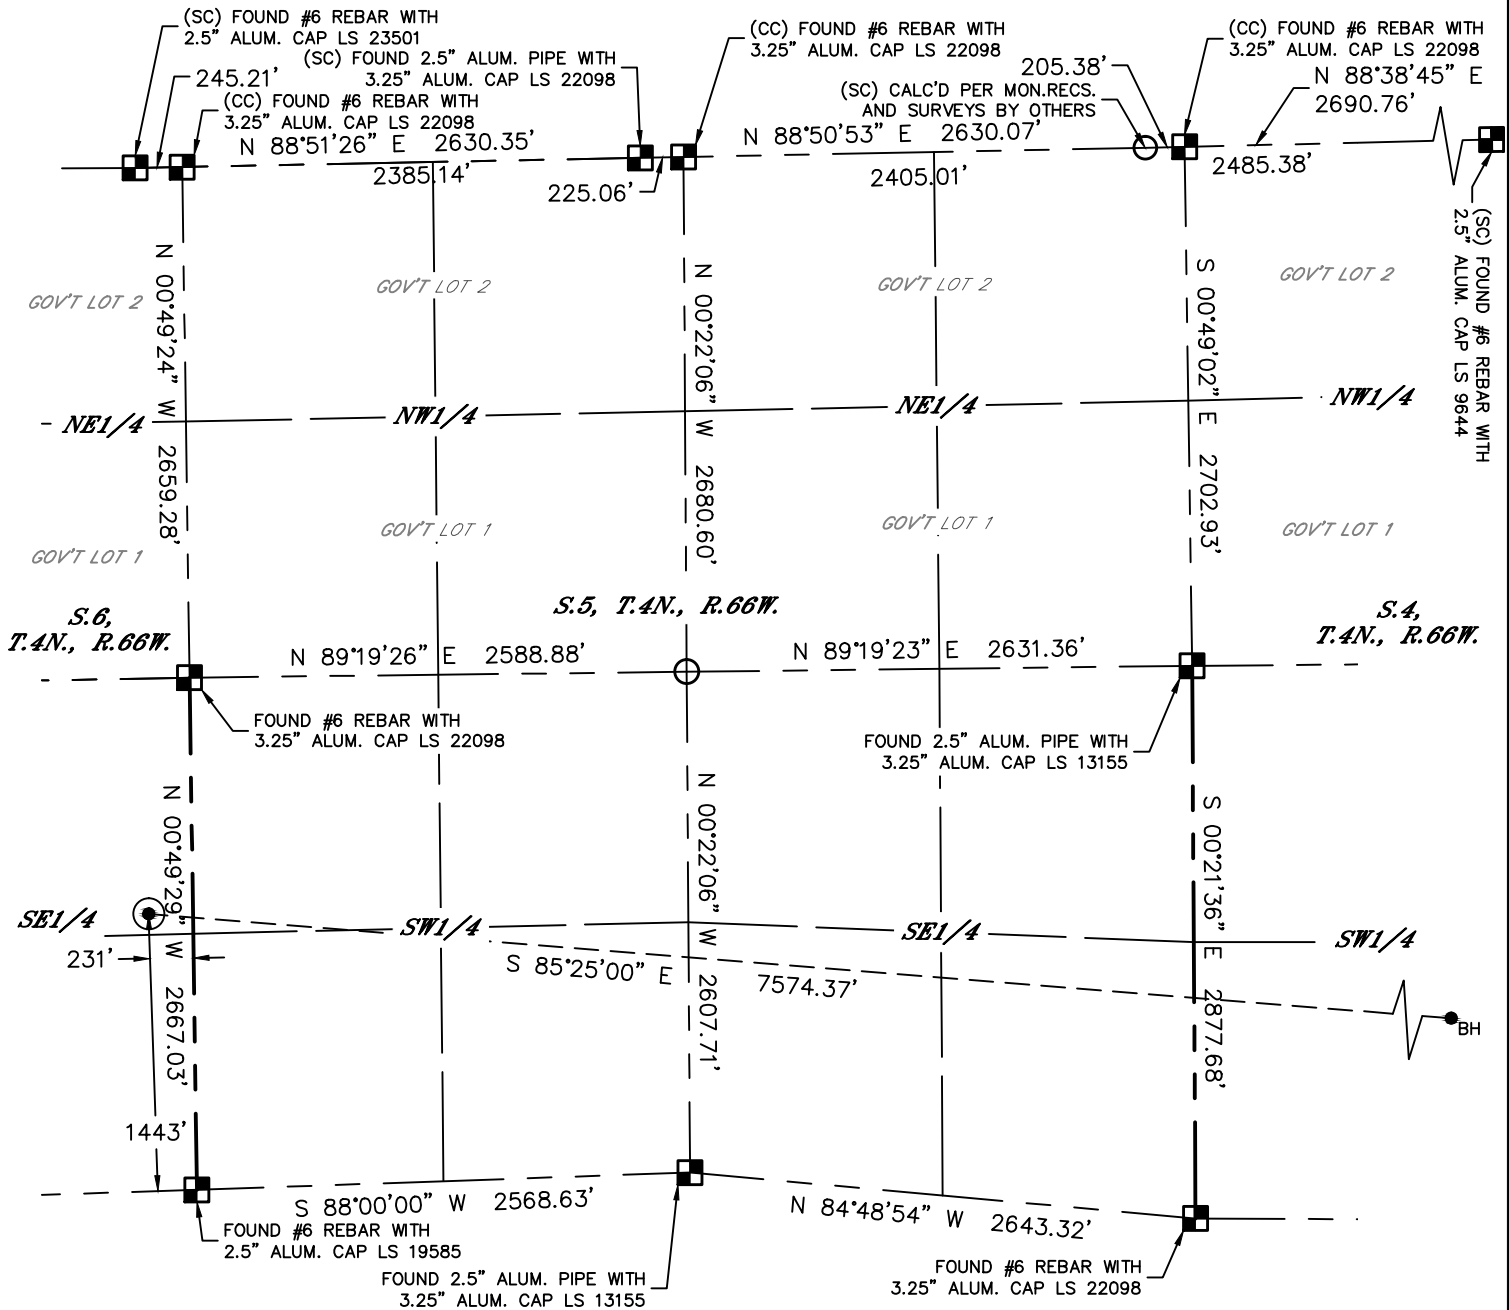 (SC) FOUND #6 REBAR WITH
2.5” ALUM. CAP LS 23501
(SC) FOUND 2.5” ALUM. PIPE WITH
3.25” ALUM. CAP LS 22098
245.21’
(CC) FOUND #6 REBAR WITH
3.25” ALUM. CAP LS 22098
N 88°51’26” E 2630.35’
2385.14’
225.06’
(CC) FOUND #6 REBAR WITH
3.25” ALUM. CAP LS 22098
205.38’
(SC) CALC’D PER MON.RECS.
AND SURVEYS BY OTHERS
N 88°50’53” E 2630.07’
2405.01’
(CC) FOUND #6 REBAR WITH
3.25” ALUM. CAP LS 22098
N 88°38’45” E
2690.76’
2485.38’
(SC) FOUND #6 REBAR WITH
2.5” ALUM. CAP LS 9644
N 00°49’24” W 2659.28’
N 00°22’06” W 2680.60’
S 00°49’02” E 2702.93’
GOV’T LOT 2
GOV’T LOT 2
GOV’T LOT 2
GOV’T LOT 2
NE1/4
NW1/4
NE1/4
NW1/4
GOV’T LOT 1
GOV’T LOT 1
GOV’T LOT 1
GOV’T LOT 1
S.6,
T.4N., R.66W.
S.5, T.4N., R.66W.
S.4,
T.4N., R.66W.
N 89°19’26” E 2588.88’
N 89°19’23” E 2631.36’
FOUND #6 REBAR WITH
3.25” ALUM. CAP LS 22098
FOUND 2.5” ALUM. PIPE WITH
3.25” ALUM. CAP LS 13155
N 00°49’29” W 2667.03’
N 00°22’06” W 2607.71’
S 00°21’36” E 2877.68’
SE1/4
SW1/4
SE1/4
SW1/4
231’
S 85°25’00” E 7574.37’
BH
1443’
S 88°00’00” W 2568.63’
N 84°48’54” W 2643.32’
FOUND #6 REBAR WITH
2.5” ALUM. CAP LS 19585
FOUND 2.5” ALUM. PIPE WITH
3.25” ALUM. CAP LS 13155
FOUND #6 REBAR WITH
3.25” ALUM. CAP LS 22098